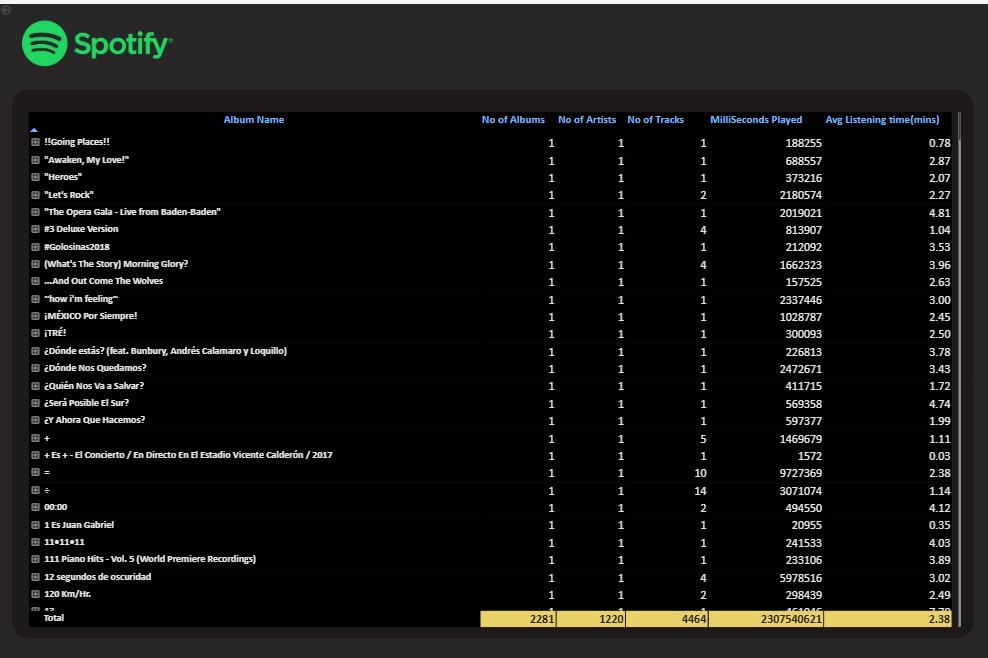 Spotify
Album Name No of Albums No of Artists No of Tracks MilliSeconds Played Avg Listening time(mins)
!!Going Places!! 1 1 1 188255 0.78
"Awaken, My Love!" 1 1 1 688557 2.87
"Heroes" 1 1 1 373216 2.07
"Let's Rock" 1 1 2 2180574 2.27
"The Opera Gala - Live from Baden-Baden" 1 1 1 2019021 4.81
#3 Deluxe Version 1 1 4 813907 1.04
#Golosinas2018 1 1 1 212092 3.53
(What's The Story) Morning Glory? 1 1 4 1662323 3.96
...And Out Come The Wolves 1 1 1 157525 2.63
~how i'm feeling~ 1 1 1 2337446 3.00
¡MÉXICO Por Siempre! 1 1 1 1028787 2.45
¡TRÉ! 1 1 1 300093 2.50
¿Dónde estás? (feat. Bunbury, Andrés Calamaro y Loquillo) 1 1 1 226813 3.78
¿Dónde Nos Quedamos? 1 1 1 2472671 3.43
¿Quién Nos Va a Salvar? 1 1 1 411715 1.72
¿Será Posible El Sur? 1 1 1 569358 4.74
¿Y Ahora Que Hacemos? 1 1 1 597377 1.99
+ 1 1 5 1469679 1.11
+ Es + - El Concierto / En Directo En El Estadio Vicente Calderón / 2017 1 1 1 1572 0.03
= 1 1 10 9727369 2.38
÷ 1 1 14 3071074 1.14
00:00 1 1 2 494550 4.12
1 Es Juan Gabriel 1 1 1 20955 0.35
11•11•11 1 1 1 241533 4.03
111 Piano Hits - Vol. 5 (World Premiere Recordings) 1 1 1 233106 3.89
12 segundos de oscuridad 1 1 4 5978516 3.02
120 Km/Hr. 1 1 2 298439 2.49
Total 2281 1220 4464 2307540621 2.38